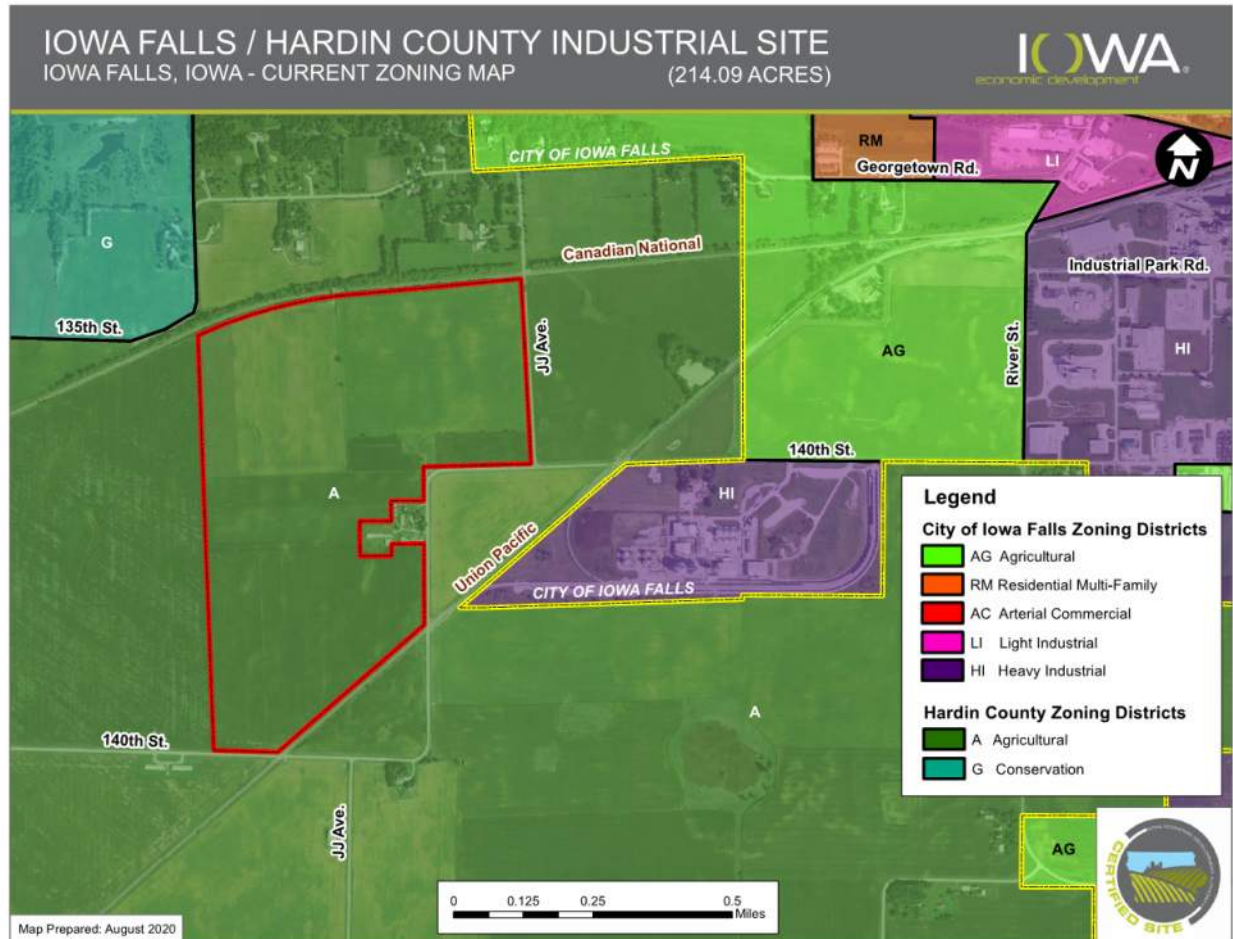 IOWA FALLS / HARDIN COUNTY INDUSTRIAL SITE
IOWA FALLS, IOWA - CURRENT ZONING MAP (214.09 ACRES)
IOWA®
economic development
CITY OF IOWA FALLS
RM
Georgetown Rd.
LI
N
G
Canadian National
Industrial Park Rd.
135th St.
JJ Ave.
AG
River St.
HI
140th St.
A
HI
Union Pacific
CITY OF IOWA FALLS
A
140th St.
JJ Ave.
AG
Legend
City of Iowa Falls Zoning Districts
AG Agricultural
RM Residential Multi-Family
AC Arterial Commercial
LI Light Industrial
HI Heavy Industrial
Hardin County Zoning Districts
A Agricultural
G Conservation
0 0.125 0.25 0.5
Miles
CERTIFIED SITE
Map Prepared: August 2020